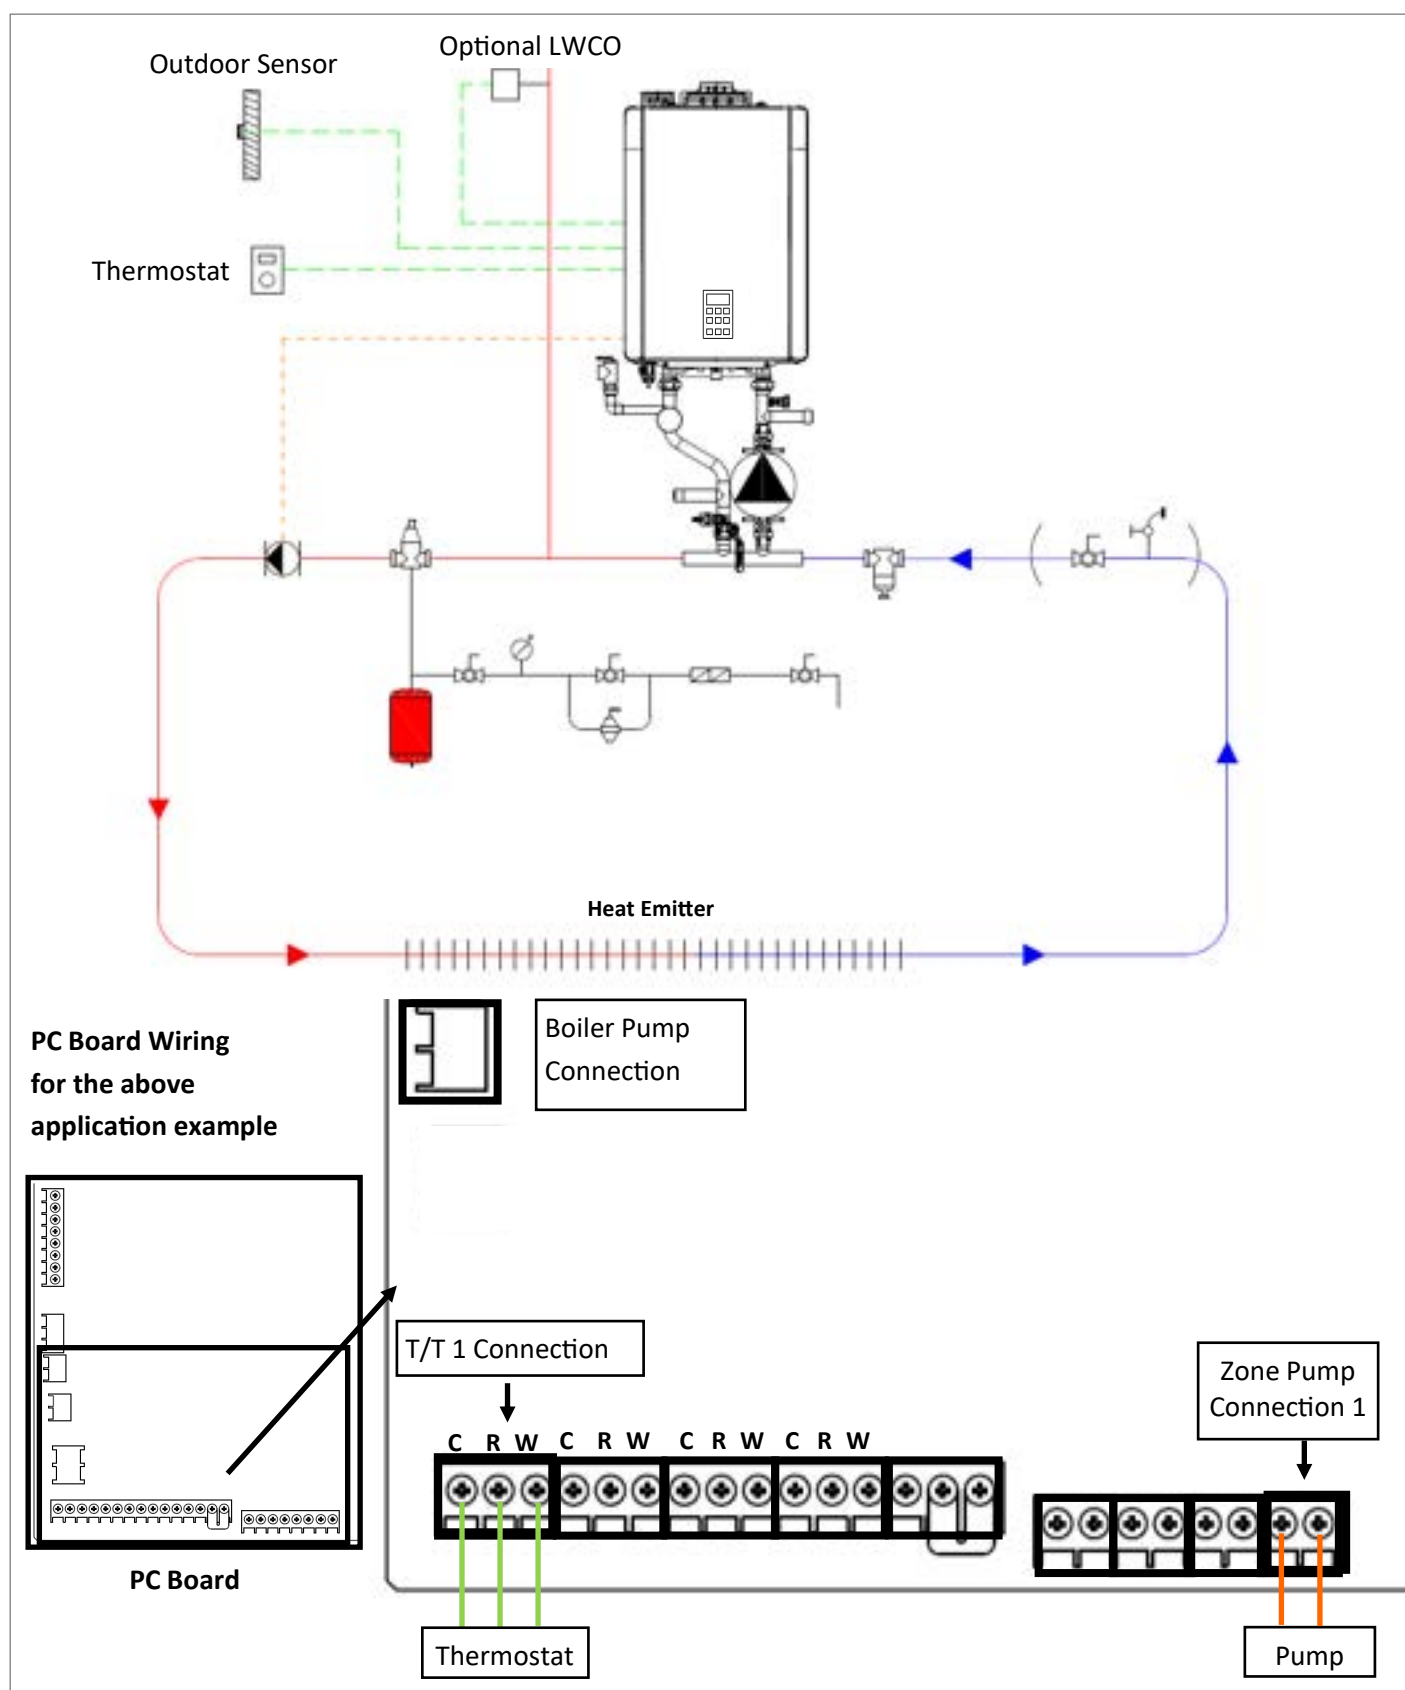 Optional LWCO
Outdoor Sensor
Thermostat
Heat Emitter
PC Board Wiring
for the above
application example
Boiler Pump
Connection
T/T 1 Connection
Zone Pump
Connection 1
C R W C R W C R W C R W
PC Board
Thermostat
Pump